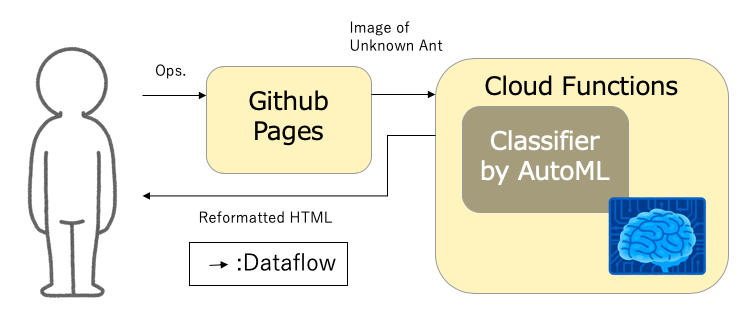 Image of
Unknown Ant
Ops.
Github
Pages
Cloud Functions
Classifier
by AutoML
Reformatted HTML
→ :Dataflow